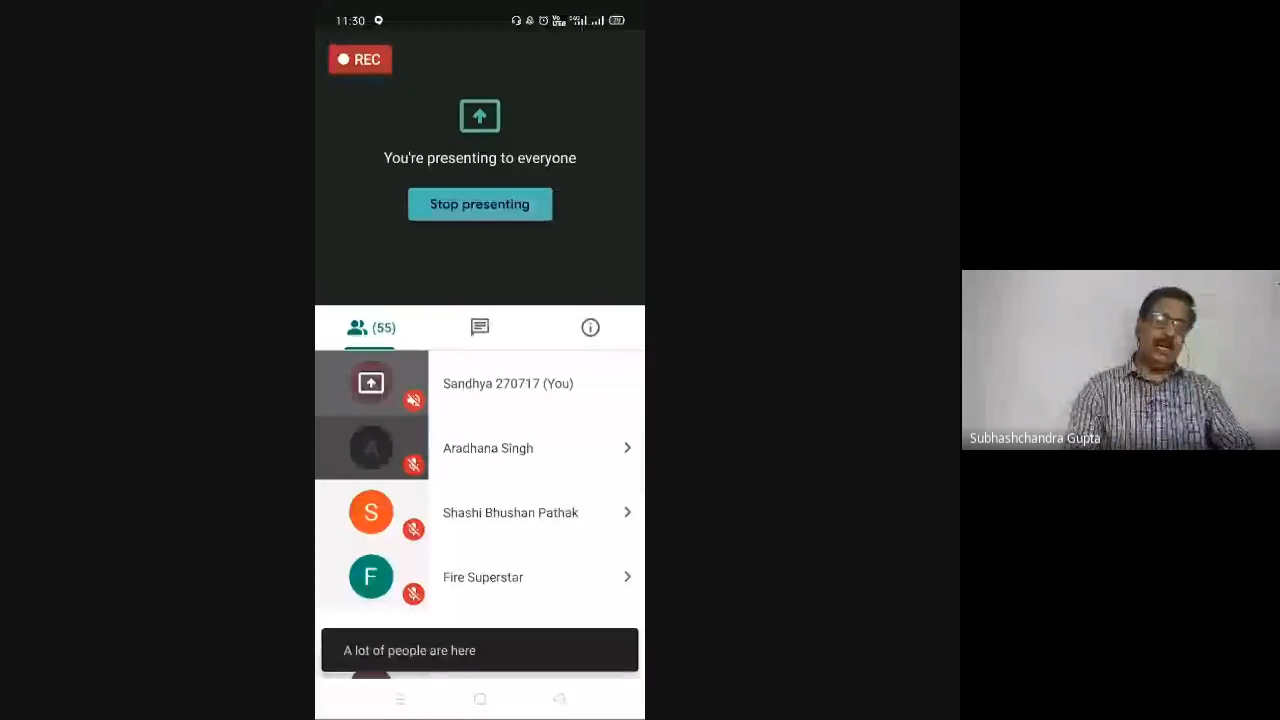 11:30
REC
You're presenting to everyone
Stop presenting
(55)
Sandhya 270717 (You)
A
Aradhana Singh
S
Shashi Bhushan Pathak
F
Fire Superstar
A lot of people are here
Subhashchandra Gupta